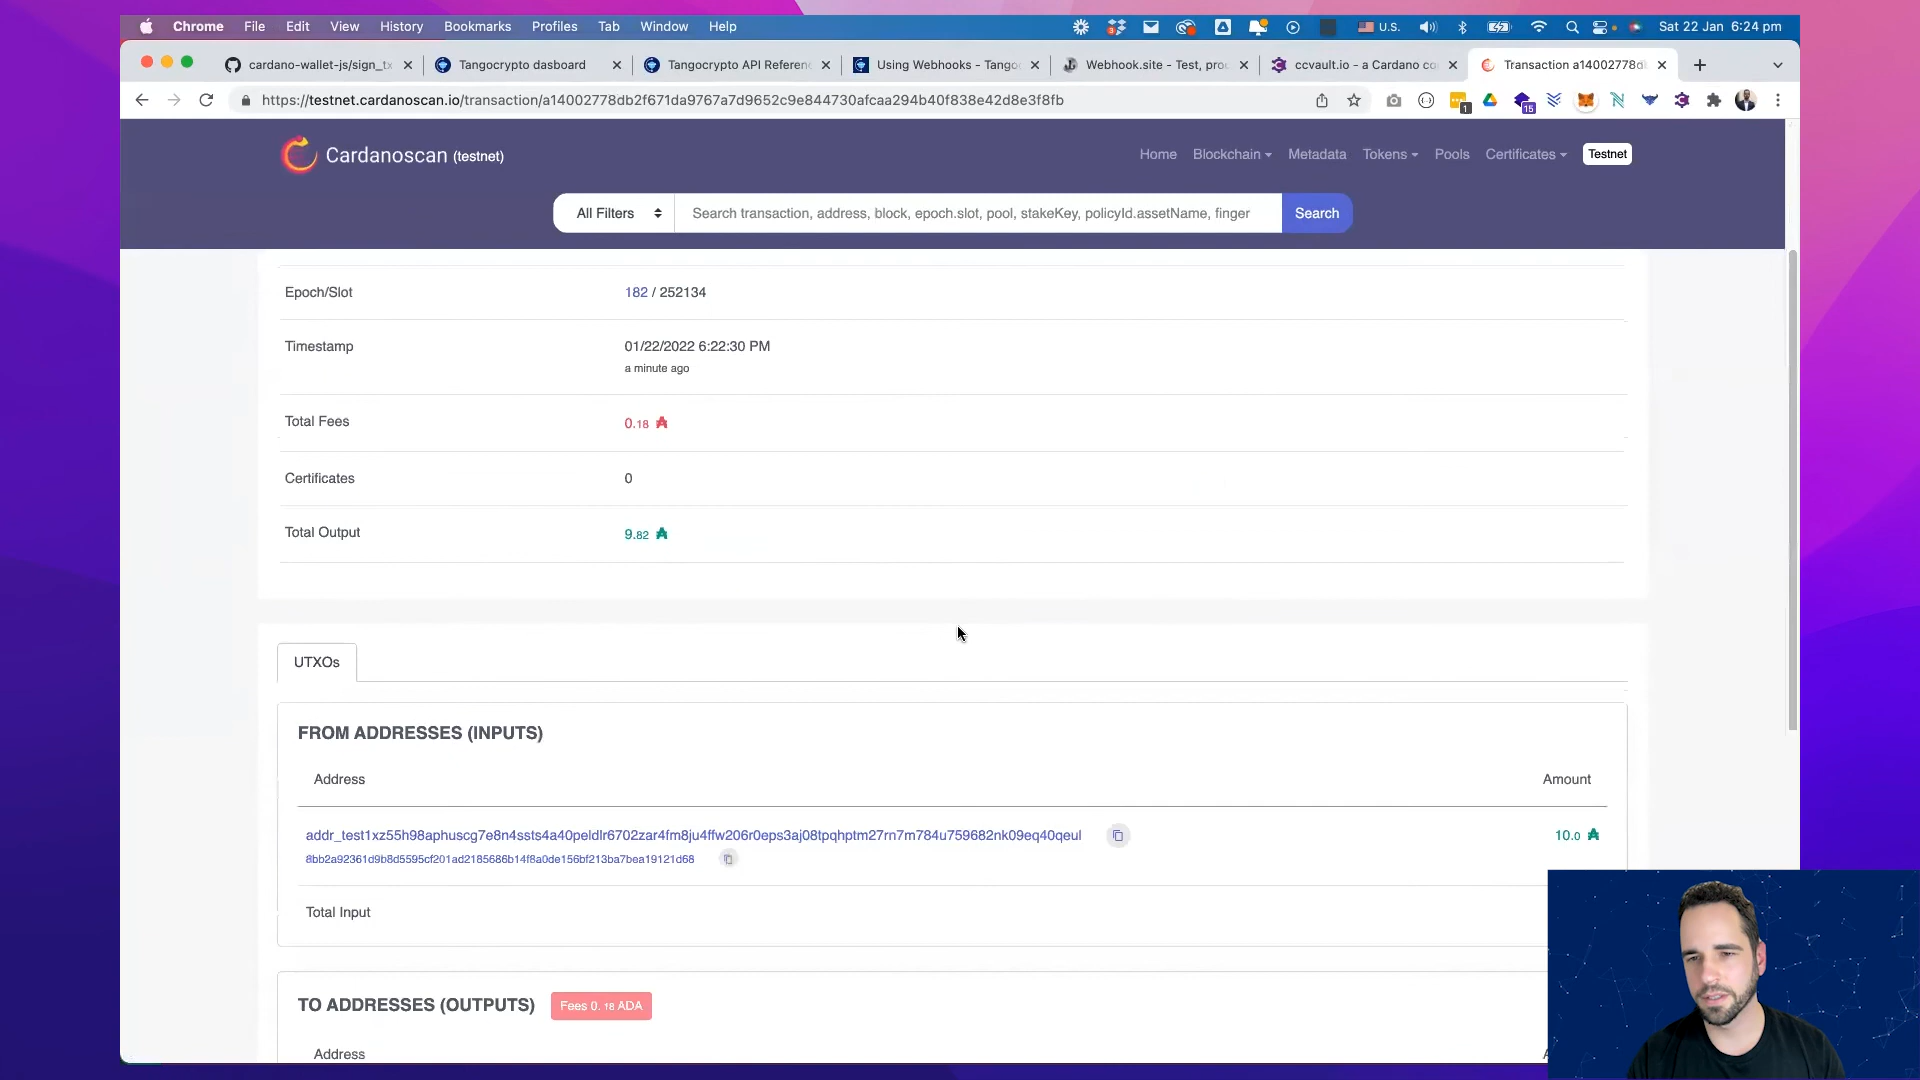 Chrome File Edit View History Bookmarks Profiles Tab Window Help U.S. Sat 22 Jan 6:24 pm
cardano-wallet-js/sign_tx Tangocrypto dasboard Tangocrypto API Referen Using Webhooks - Tango Webhook.site - Test, pro ccvault.io - a Cardano co Transaction a14002778d
https://testnet.cardanoscan.io/transaction/a14002778db2f671da9767a7d9652c9e844730afcaa294b40f838e42d8e3f8fb 1 15
Cardanoscan (testnet) Home Blockchain Metadata Tokens Pools Certificates Testnet
All Filters Search transaction, address, block, epoch.slot, pool, stakeKey, policyId.assetName, finger Search
Epoch/Slot 182 / 252134
Timestamp 01/22/2022 6:22:30 PM
a minute ago
Total Fees 0.18 ₳
Certificates 0
Total Output 9.82 ₳
UTXOs
FROM ADDRESSES (INPUTS)
Address Amount
addr_test1xz55h98aphuscg7e8n4ssts4a40peldlr6702zar4fm8ju4ffw206r0eps3aj08tpqhptm27rn7m784u759682nk09eq40qeul 10.0 ₳
8bb2a92361d9b8d5595cf201ad2185686b14f8a0de156bf213ba7bea19121d68
Total Input
TO ADDRESSES (OUTPUTS) Fees 0. 18 ADA
Address